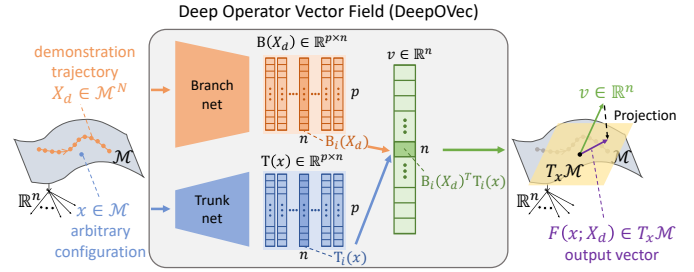 Deep Operator Vector Field (DeepOVec)
demonstration
trajectory
X_d ∈ ℳ^N
ℳ
ℝ^n
x ∈ ℳ
arbitrary
configuration
Branch
net
B(X_d) ∈ ℝ^{p×n}
p
n
B_i(X_d)
Trunk
net
T(x) ∈ ℝ^{p×n}
p
n
T_i(x)
v ∈ ℝ^n
n
B_i(X_d)^T T_i(x)
v ∈ ℝ^n
Projection
ℳ
T_xℳ
ℝ^n
F(x; X_d) ∈ T_xℳ
output vector